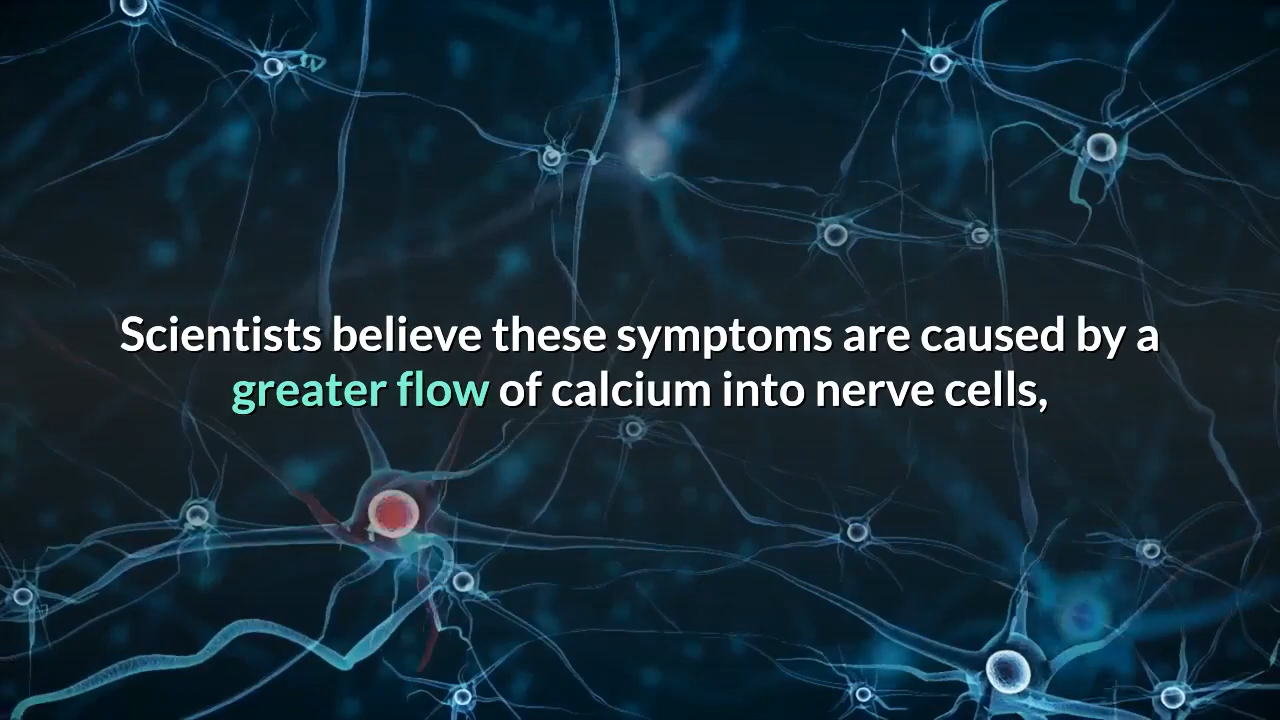 Scientists believe these symptoms are caused by a
greater flow of calcium into nerve cells,